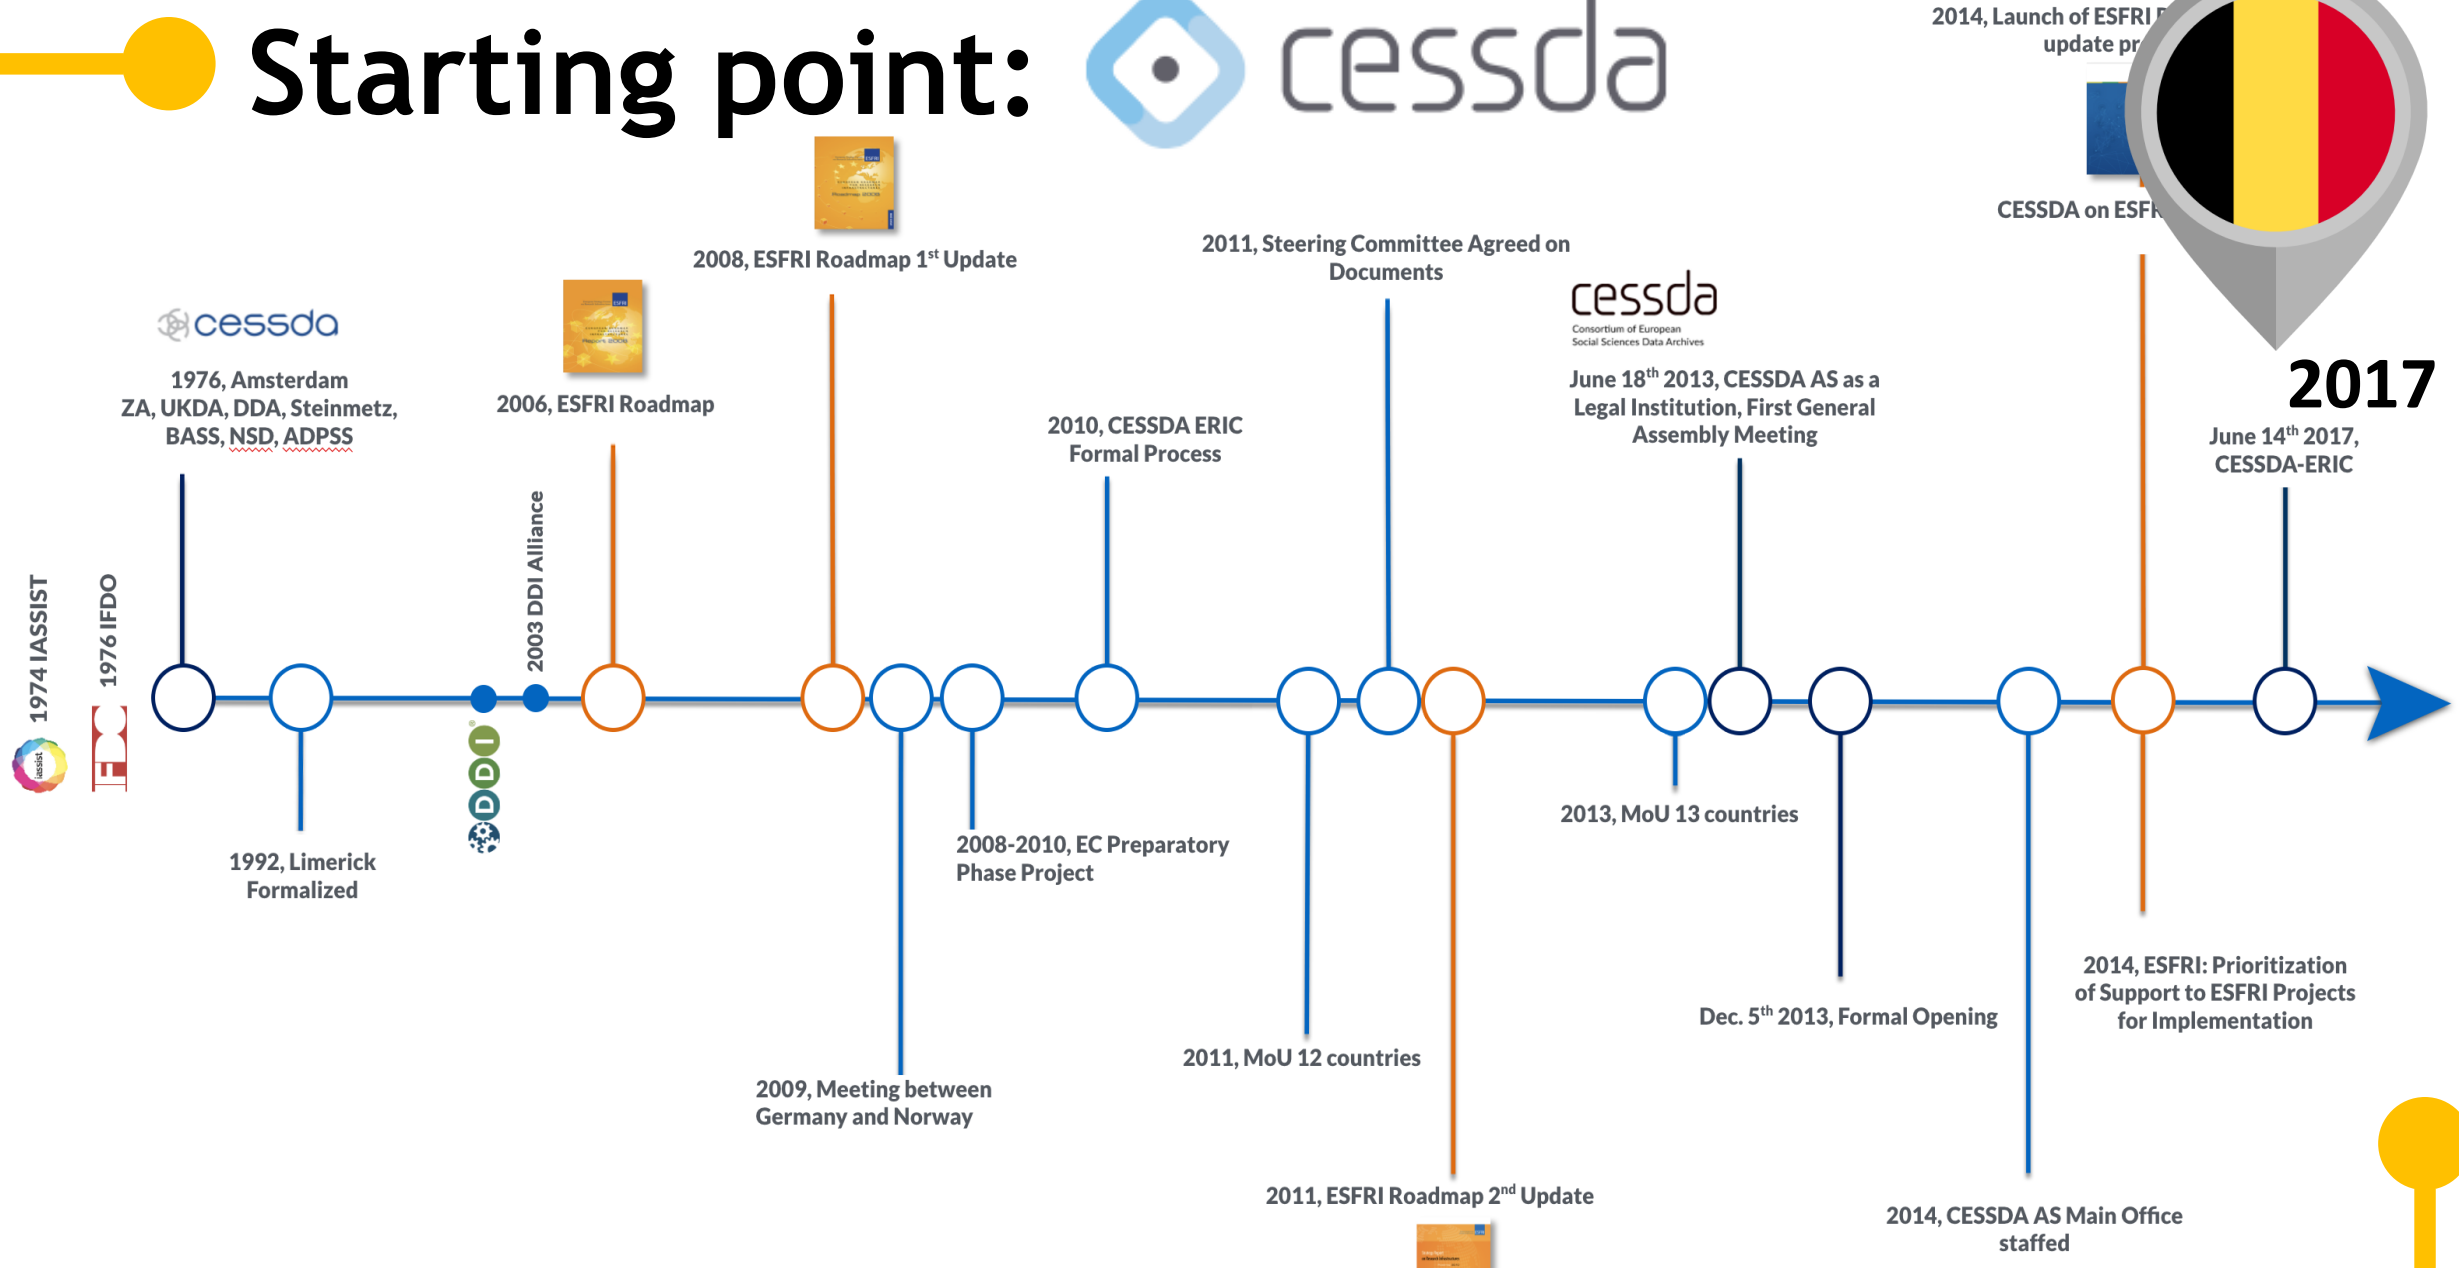 Starting point:
cessda
2014, Launch of ESFRI
update
CESSDA on
2008, ESFRI Roadmap 1st Update
2011, Steering Committee Agreed on
Documents
cessda
Consortium of European
Social Sciences Data Archives
cessda
1976, Amsterdam
ZA, UKDA, DDA, Steinmetz,
BASS, NSD, ADPSS
2006, ESFRI Roadmap
2010, CESSDA ERIC
Formal Process
June 18th 2013, CESSDA AS as a
Legal Institution, First General
Assembly Meeting
2017
June 14th 2017,
CESSDA-ERIC
1974 IASSIST
iassist
1976 IFDO
2003 DDI Alliance
DDI
1992, Limerick
Formalized
2008-2010, EC Preparatory
Phase Project
2013, MoU 13 countries
2009, Meeting between
Germany and Norway
2011, MoU 12 countries
Dec. 5th 2013, Formal Opening
2014, ESFRI: Prioritization
of Support to ESFRI Projects
for Implementation
2011, ESFRI Roadmap 2nd Update
2014, CESSDA AS Main Office
staffed